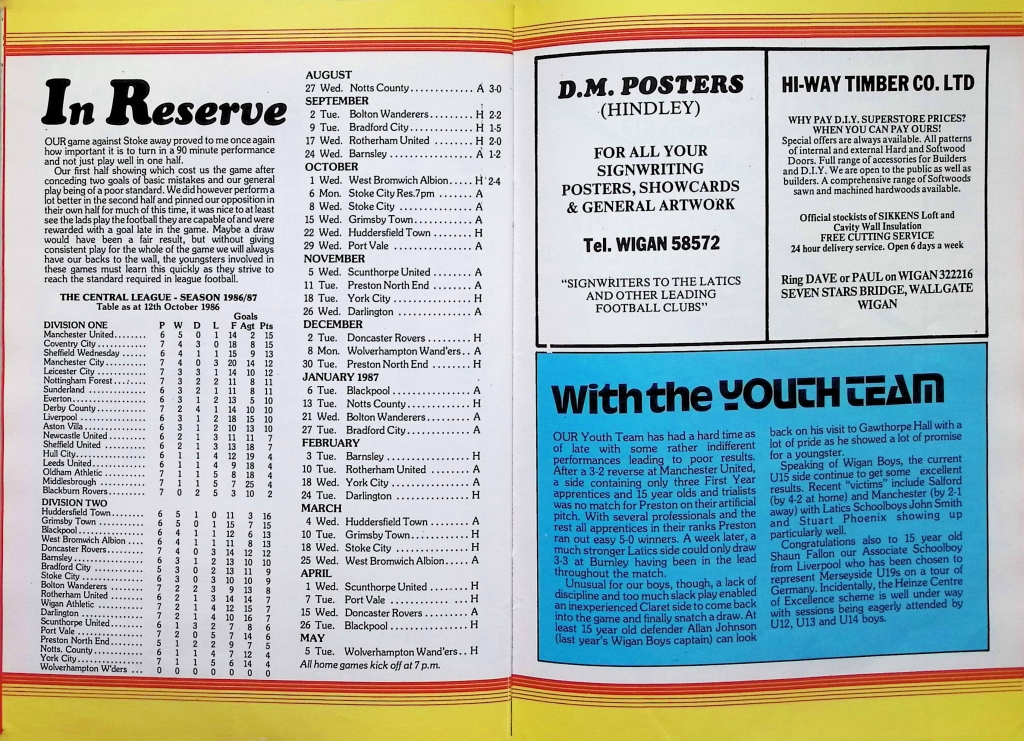 In Reserve
OUR game against Stoke away proved to me once again
how important it is to turn in a 90 minute performance
and not just play well in one half.
Our first half showing which cost us the game after
conceding two goals of basic mistakes and our general
play being of a poor standard. We did however perform a
lot better in the second half and pinned our opposition in
their own half for much of this time, it was nice to at least
see the lads play the football they are capable of and were
rewarded with a goal late in the game. Maybe a draw
would have been a fair result, but without giving
consistent play for the whole of the game we will always
have our backs to the wall, the youngsters involved in
these games must learn this quickly as they strive to
reach the standard required in league football.
THE CENTRAL LEAGUE - SEASON 1986/87
Table as at 12th October 1986
Goals
DIVISION ONE P W D L F Agt Pts
Manchester United........ 6 5 0 1 14 2 15
Coventry City............ 7 4 3 0 18 8 15
Sheffield Wednesday...... 6 4 1 1 15 9 13
Manchester City.......... 7 4 0 3 20 14 12
Leicester City .......... 7 3 3 1 14 10 12
Nottingham Forest........ 7 3 2 2 11 8 11
Sunderland .............. 6 3 2 1 11 8 11
Everton.................. 6 3 1 2 13 5 10
Derby County............. 7 2 4 1 14 10 10
Liverpool ............... 6 3 1 2 18 15 10
Aston Villa.............. 6 3 1 2 10 13 10
Newcastle United ........ 6 2 1 3 11 11 7
Sheffield United ........ 6 2 1 3 13 18 7
Hull City................ 6 1 1 4 12 19 4
Leeds United............. 6 1 1 4 9 18 4
Oldham Athletic ......... 7 1 1 5 8 18 4
Middlesbrough ........... 7 1 1 5 7 25 4
Blackburn Rovers......... 7 0 2 5 3 10 2
DIVISION TWO
Huddersfield Town........ 6 5 1 0 11 3 16
Grimsby Town ............ 6 5 0 1 15 7 15
Blackpool................ 6 4 1 1 12 6 13
West Bromwich Albion .... 6 4 1 1 11 8 13
Doncaster Rovers......... 7 4 0 3 14 12 12
Barnsley................. 6 3 1 2 13 10 10
Bradford City ........... 5 3 0 2 13 11 9
Stoke City .............. 6 3 0 3 10 10 9
Bolton Wanderers ........ 7 2 2 3 9 13 8
Rotherham United ........ 6 2 1 3 14 14 7
Wigan Athletic .......... 7 2 1 4 12 15 7
Darlington .............. 7 2 1 4 10 16 7
Scunthorpe United ....... 6 1 3 2 7 8 6
Port Vale ............... 7 2 0 5 7 14 6
Preston North End........ 5 1 2 2 9 7 5
Notts. County ........... 6 1 1 4 7 12 4
York City................ 7 1 1 5 6 14 4
Wolverhampton W'ders ... 0 0 0 0 0 0 0
AUGUST
27 Wed. Notts County............. A 3-0
SEPTEMBER
2 Tue. Bolton Wanderers......... H 2-2
9 Tue. Bradford City............ H 1-5
17 Wed. Rotherham United ........ H 2-0
24 Wed. Barnsley ................ A 1-2
OCTOBER
1 Wed. West Bromwich Albion..... H 2-4
6 Mon. Stoke City Res.7pm ....... A
8 Wed. Stoke City ............... A
15 Wed. Grimsby Town............. A
22 Wed. Huddersfield Town ....... H
29 Wed. Port Vale ............... A
NOVEMBER
5 Wed. Scunthorpe United ........ A
11 Tue. Preston North End........ A
18 Tue. York City ............... H
26 Wed. Darlington .............. A
DECEMBER
2 Tue. Doncaster Rovers ......... H
8 Mon. Wolverhampton Wand'ers.. A
30 Tue. Preston North End........ H
JANUARY 1987
6 Tue. Blackpool ................ A
13 Tue. Notts County ............ H
21 Wed. Bolton Wanderers......... A
27 Tue. Bradford City............ A
FEBRUARY
3 Tue. Barnsley ................. H
10 Tue. Rotherham United ........ A
18 Wed. York City ............... A
24 Tue. Darlington .............. H
MARCH
4 Wed. Huddersfield Town ........ A
10 Tue. Grimsby Town............. H
18 Wed. Stoke City .............. H
25 Wed. West Bromwich Albion..... A
APRIL
1 Wed. Scunthorpe United ........ H
7 Tue. Port Vale ................ H
15 Wed. Doncaster Rovers ........ A
26 Tue. Blackpool ............... H
MAY
5 Tue. Wolverhampton Wand'ers.. H
All home games kick off at 7 p.m.
D.M. POSTERS
(HINDLEY)
FOR ALL YOUR
SIGNWRITING
POSTERS, SHOWCARDS
& GENERAL ARTWORK
Tel. WIGAN 58572
“SIGNWRITERS TO THE LATICS
AND OTHER LEADING
FOOTBALL CLUBS”
HI-WAY TIMBER CO. LTD
WHY PAY D.I.Y. SUPERSTORE PRICES?
WHEN YOU CAN PAY OURS!
Special offers are always available. All patterns
of internal and external Hard and Softwood
Doors. Full range of accessories for Builders
and D.I.Y. We are open to the public as well as
builders. A comprehensive range of Softwoods
sawn and machined hardwoods available.
Official stockists of SIKKENS Loft and
Cavity Wall Insulation
FREE CUTTING SERVICE
24 hour delivery service. Open 6 days a week
Ring DAVE or PAUL on WIGAN 322216
SEVEN STARS BRIDGE, WALLGATE
WIGAN
With the YOUTH TEAM
OUR Youth Team has had a hard time as
of late with some rather indifferent
performances leading to poor results.
After a 3-2 reverse at Manchester United,
a side containing only three First Year
apprentices and 15 year olds and trialists
was no match for Preston on their artificial
pitch. With several professionals and the
rest all apprentices in their ranks Preston
ran out easy 5-0 winners. A week later, a
much stronger Latics side could only draw
3-3 at Burnley having been in the lead
throughout the match.
Unusual for our boys, though, a lack of
discipline and too much slack play enabled
an inexperienced Claret side to come back
into the game and finally snatch a draw. At
least 15 year old defender Allan Johnson
(last year's Wigan Boys captain) can look
back on his visit to Gawthorpe Hall with a
lot of pride as he showed a lot of promise
for a youngster.
Speaking of Wigan Boys, the current
U15 side continue to get some excellent
results. Recent “victims” include Salford
(by 4-2 at home) and Manchester (by 2-1
away) with Latics Schoolboys John Smith
and Stuart Phoenix showing up
particularly well.
Congratulations also to 15 year old
Shaun Fallon our Associate Schoolboy
from Liverpool who has been chosen to
represent Merseyside U19s on a tour of
Germany. Incidentally, the Heinze Centre
of Excellence scheme is well under way
with sessions being eagerly attended by
U12, U13 and U14 boys.